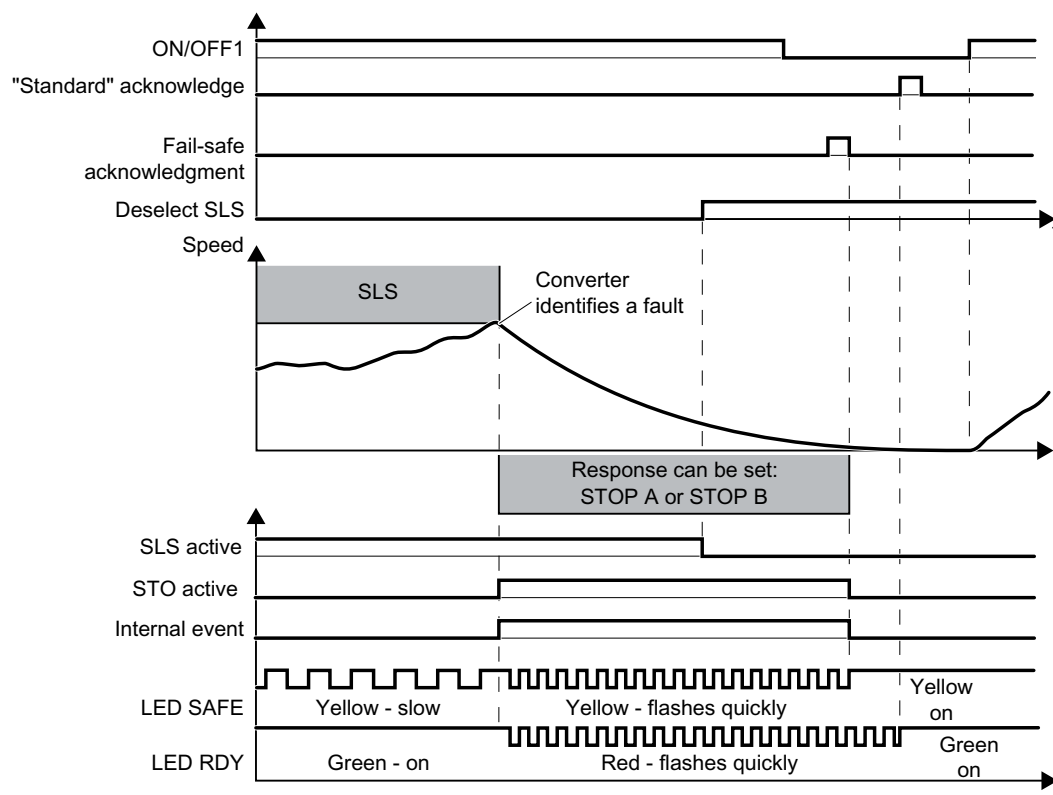 ON/OFF1
"Standard" acknowledge
Fail-safe
acknowledgment
Deselect SLS
Speed
SLS
Converter
identifies a fault
Response can be set:
STOP A or STOP B
SLS active
STO active
Internal event
LED SAFE
Yellow - slow
Yellow - flashes quickly
Yellow
on
LED RDY
Green - on
Red - flashes quickly
Green
on